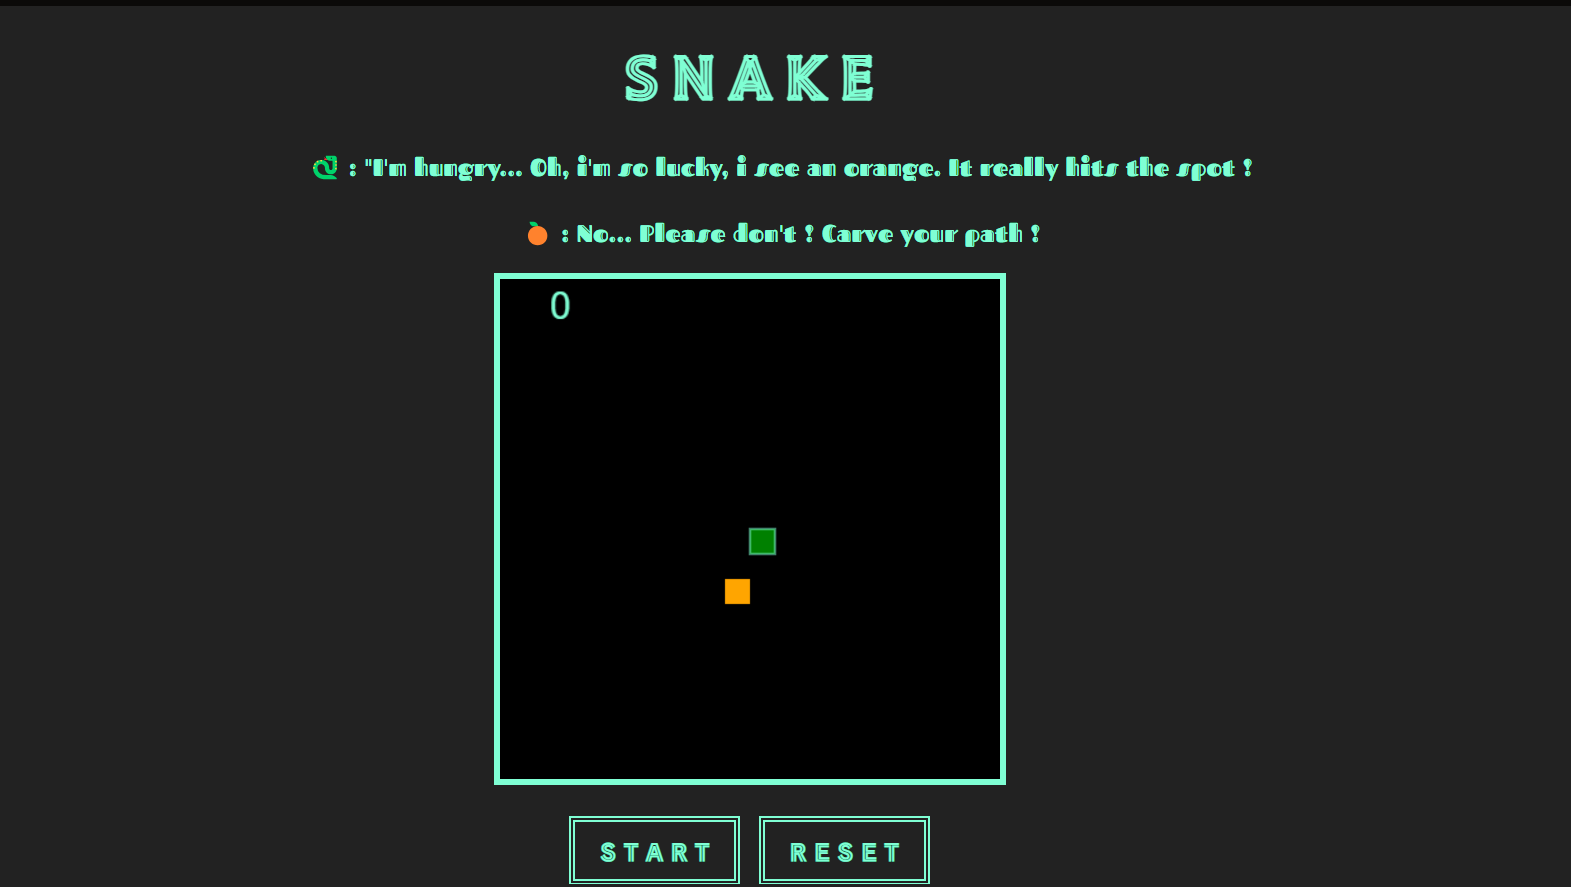 SNAKE
: "I'm hungry... Oh, i'm so lucky, i see an orange. It really hits the spot !
: No... Please don't ! Carve your path !
0
START RESET